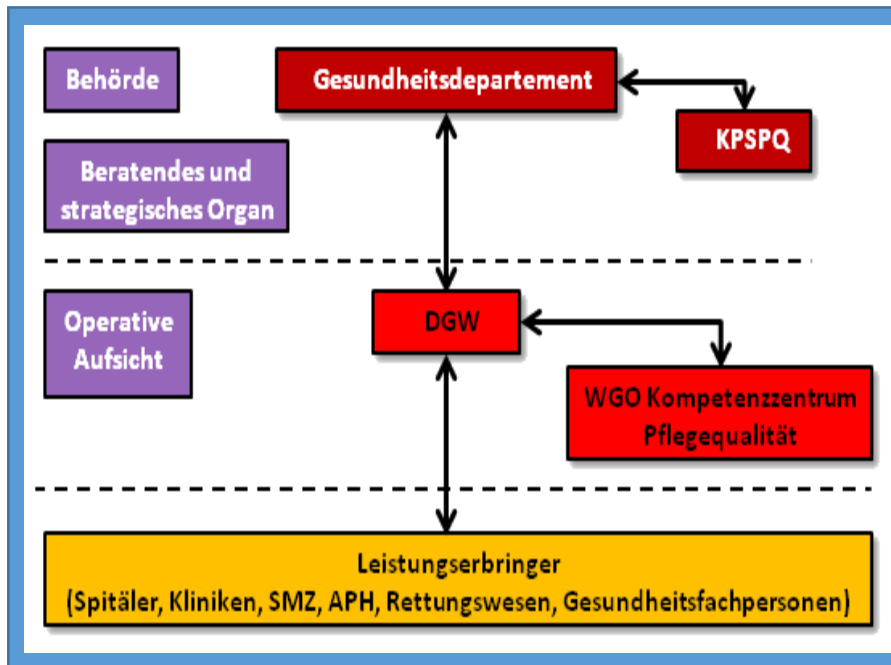 Behörde
Gesundheitsdepartement
KPSPQ
Beratendes und
strategisches Organ
Operative
Aufsicht
DGW
WGO Kompetenzzentrum
Pflegequalität
Leistungserbringer
(Spitäler, Kliniken, SMZ, APH, Rettungswesen, Gesundheitsfachpersonen)